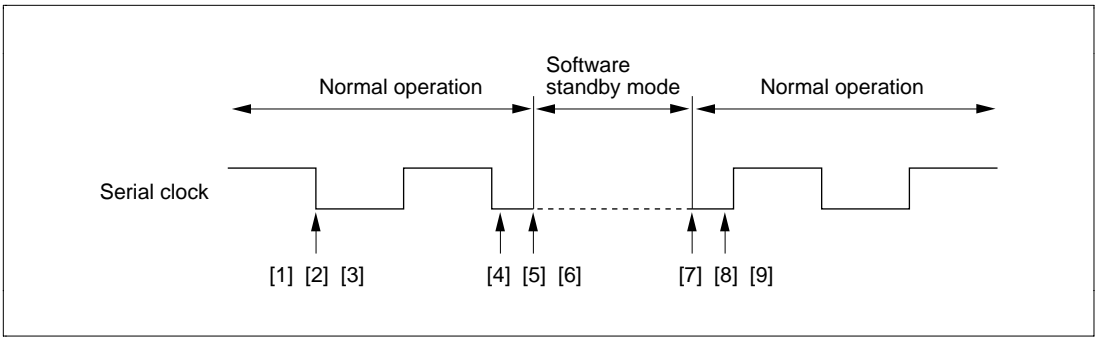 Software
standby mode
Normal operation
Normal operation
Serial clock
[1] [2] [3]
[4] [5] [6]
[7] [8] [9]